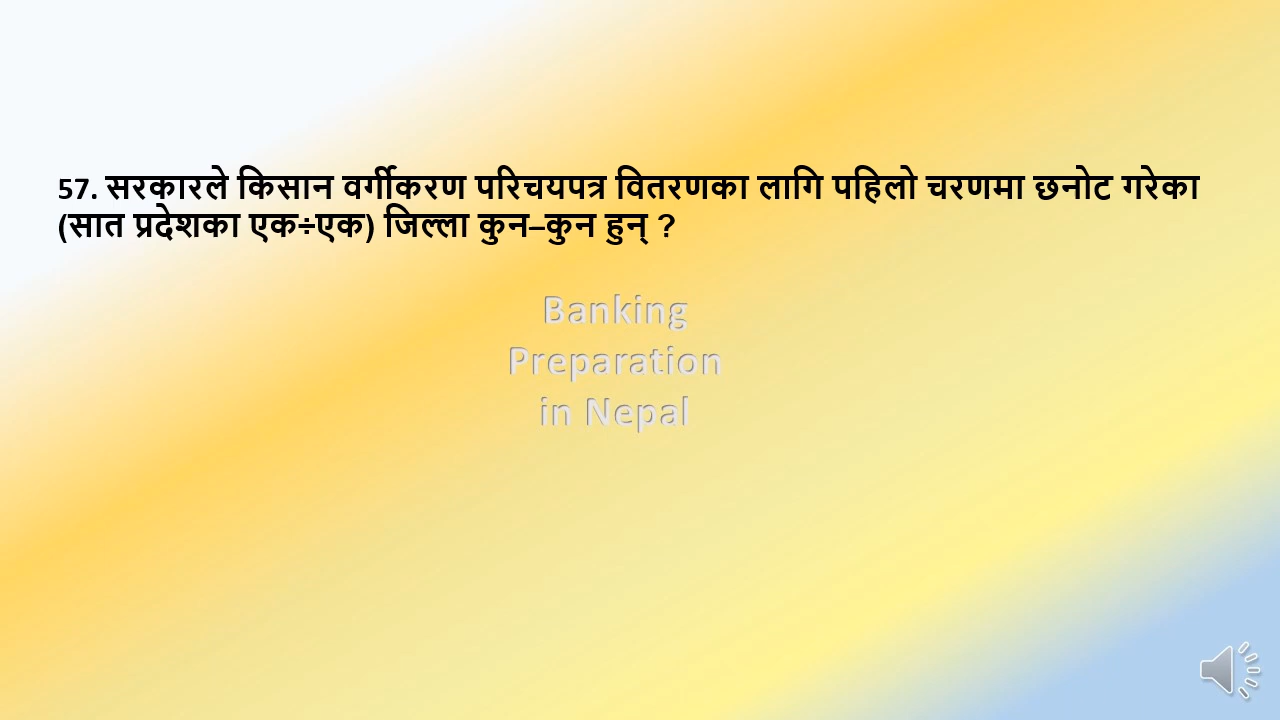 57. सरकारले किसान वर्गीकरण परिचयपत्र वितरणका लागि पहिलो चरणमा छनोट गरेका
(सात प्रदेशका एक÷एक) जिल्ला कुन–कुन हुन् ?
Banking
Preparation
in Nepal